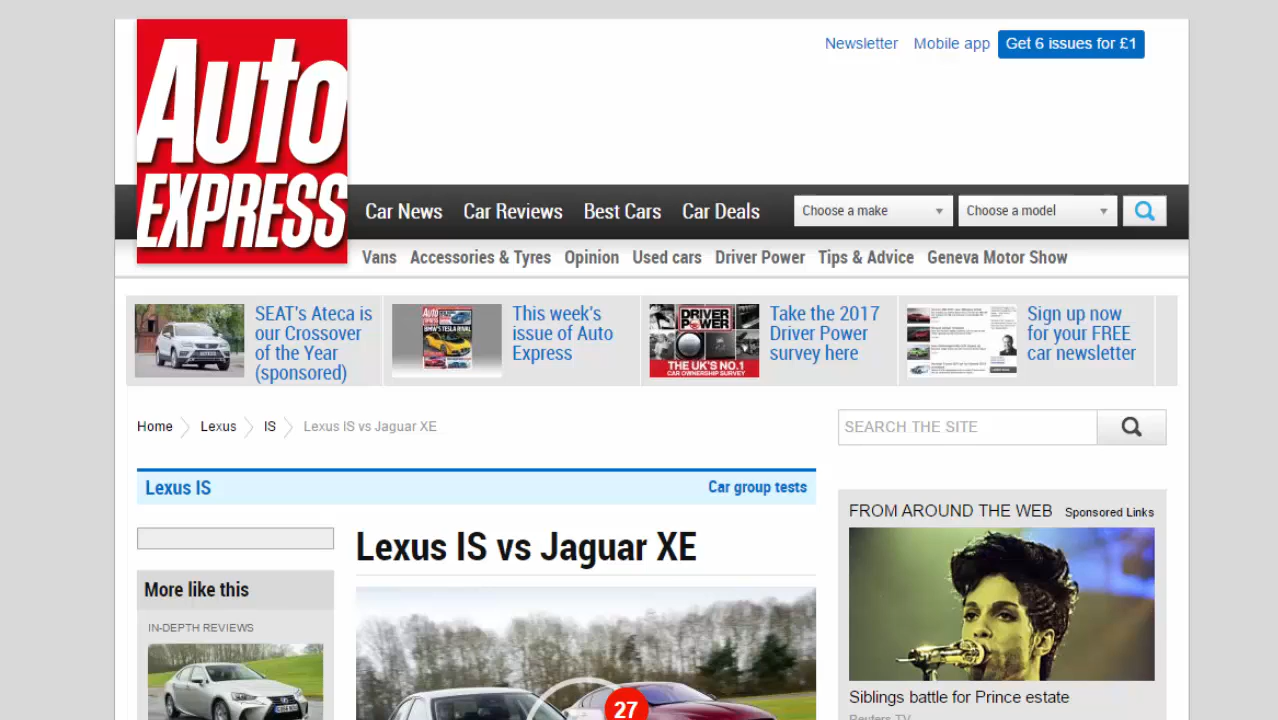 Auto
EXPRESS
Newsletter
Mobile app
Get 6 issues for £1
Car News
Car Reviews
Best Cars
Car Deals
Choose a make
Choose a model
Vans
Accessories & Tyres
Opinion
Used cars
Driver Power
Tips & Advice
Geneva Motor Show
SEAT's Ateca is
our Crossover
of the Year
(sponsored)
This week's
issue of Auto
Express
DRIVER
POWER
THE UK'S NO.1
CAR OWNERSHIP SURVEY
Take the 2017
Driver Power
survey here
Sign up now
for your FREE
car newsletter
Home
Lexus
IS
Lexus IS vs Jaguar XE
SEARCH THE SITE
Lexus IS
Car group tests
Lexus IS vs Jaguar XE
More like this
IN-DEPTH REVIEWS
27
FROM AROUND THE WEB
Sponsored Links
Siblings battle for Prince estate
Reuters TV